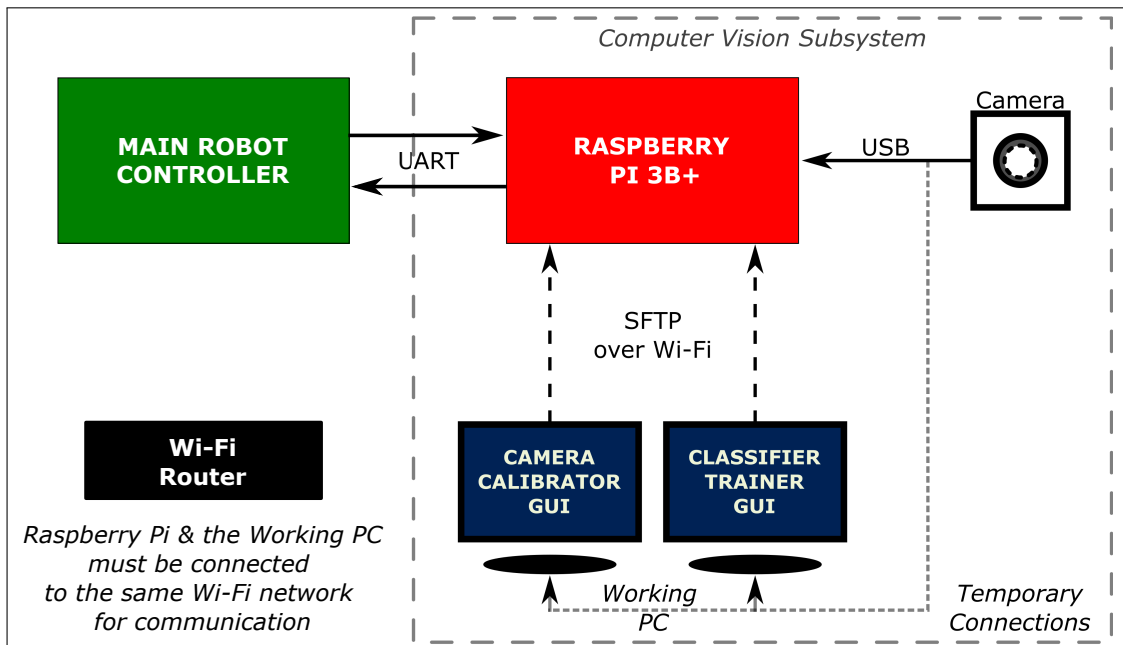 Computer Vision Subsystem
MAIN ROBOT
CONTROLLER
UART
RASPBERRY
PI 3B+
USB
Camera
SFTP
over Wi-Fi
Wi-Fi
Router
CAMERA
CALIBRATOR
GUI
CLASSIFIER
TRAINER
GUI
Raspberry Pi & the Working PC
must be connected
to the same Wi-Fi network
for communication
Working
PC
Temporary
Connections